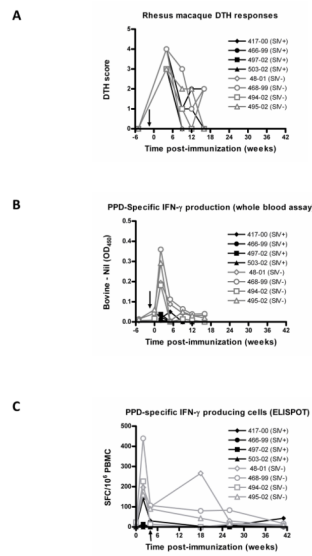 A
Rhesus macaque DTH responses
5
4
3
2
1
0
DTH score
-6 0 6 12 18 24 30 36 42
Time post-immunization (weeks)
417-00 (SIV+)
466-99 (SIV+)
497-02 (SIV+)
503-02 (SIV+)
48-01 (SIV-)
468-99 (SIV-)
494-02 (SIV-)
495-02 (SIV-)
B
PPD-Specific IFN-γ production (whole blood assay
0.5
0.4
0.3
0.2
0.1
0.0
Bovine - Nil (OD450)
-6 0 6 12 18 24 30 36 42
Time post-immunization (weeks)
417-00 (SIV+)
466-99 (SIV+)
497-02 (SIV+)
503-02 (SIV+)
48-01 (SIV-)
468-99 (SIV-)
494-02 (SIV-)
495-02 (SIV-)
C
PPD-specific IFN-γ producing cells (ELISPOT)
500
400
300
200
100
0
SFC/10⁶ PBMC
0 6 12 18 24 30 36 42
Time post-immunization (weeks)
417-00 (SIV+)
466-99 (SIV+)
497-02 (SIV+)
503-02 (SIV+)
48-01 (SIV-)
468-99 (SIV-)
494-02 (SIV-)
495-02 (SIV-)